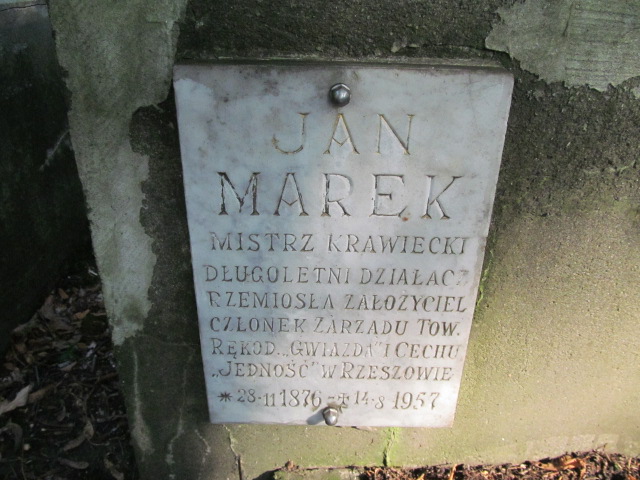 JAN
MAREK
MISTRZ KRAWIECKI
DŁUGOLETNI DZIAŁACZ
RZEMIOSŁA ZAŁOŻYCIEL
CZŁONEK ZARZĄDU TOW.
RĘKOD. „GWIAZDA" I CECHU
„JEDNOŚĆ" W RZESZOWIE
* 28·11 1876 - ✝ 14·8 1957